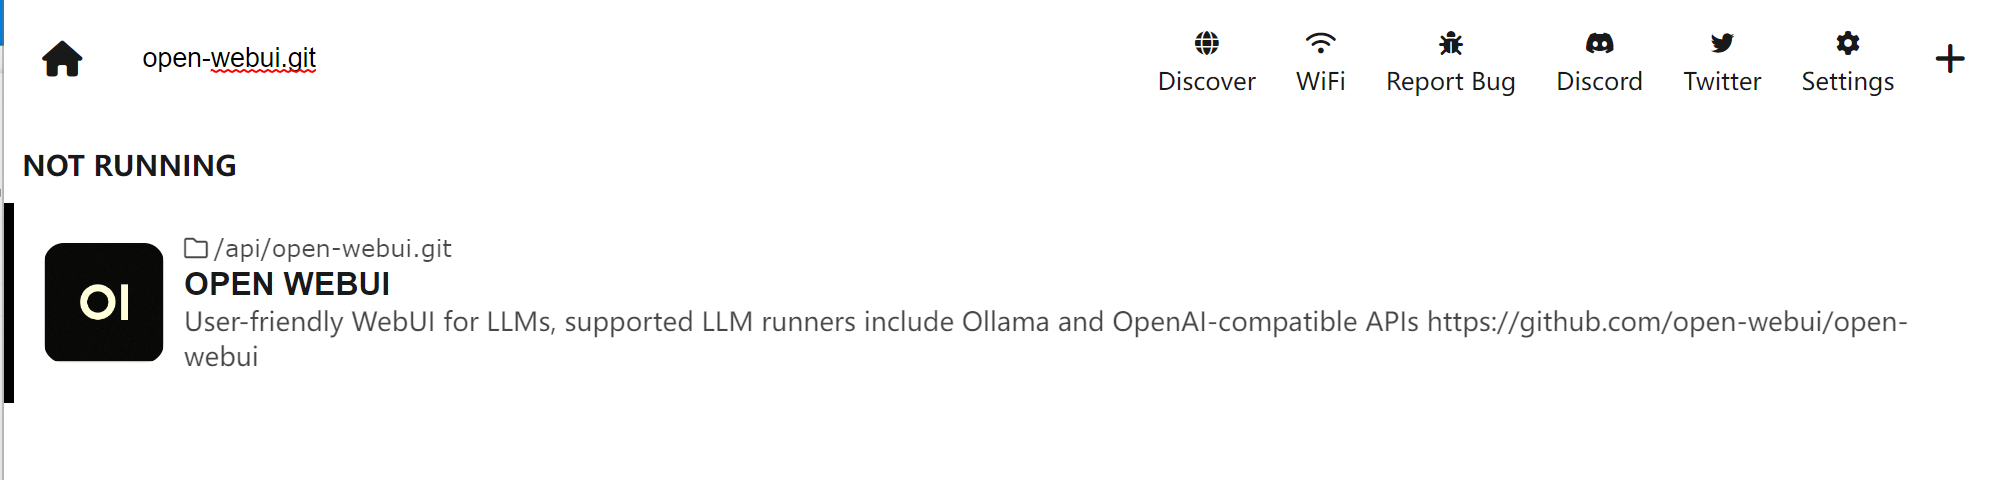 open-webui.git
Discover
WiFi
Report Bug
Discord
Twitter
Settings
NOT RUNNING
OI
/api/open-webui.git
OPEN WEBUI
User-friendly WebUI for LLMs, supported LLM runners include Ollama and OpenAI-compatible APIs https://github.com/open-webui/open-
webui